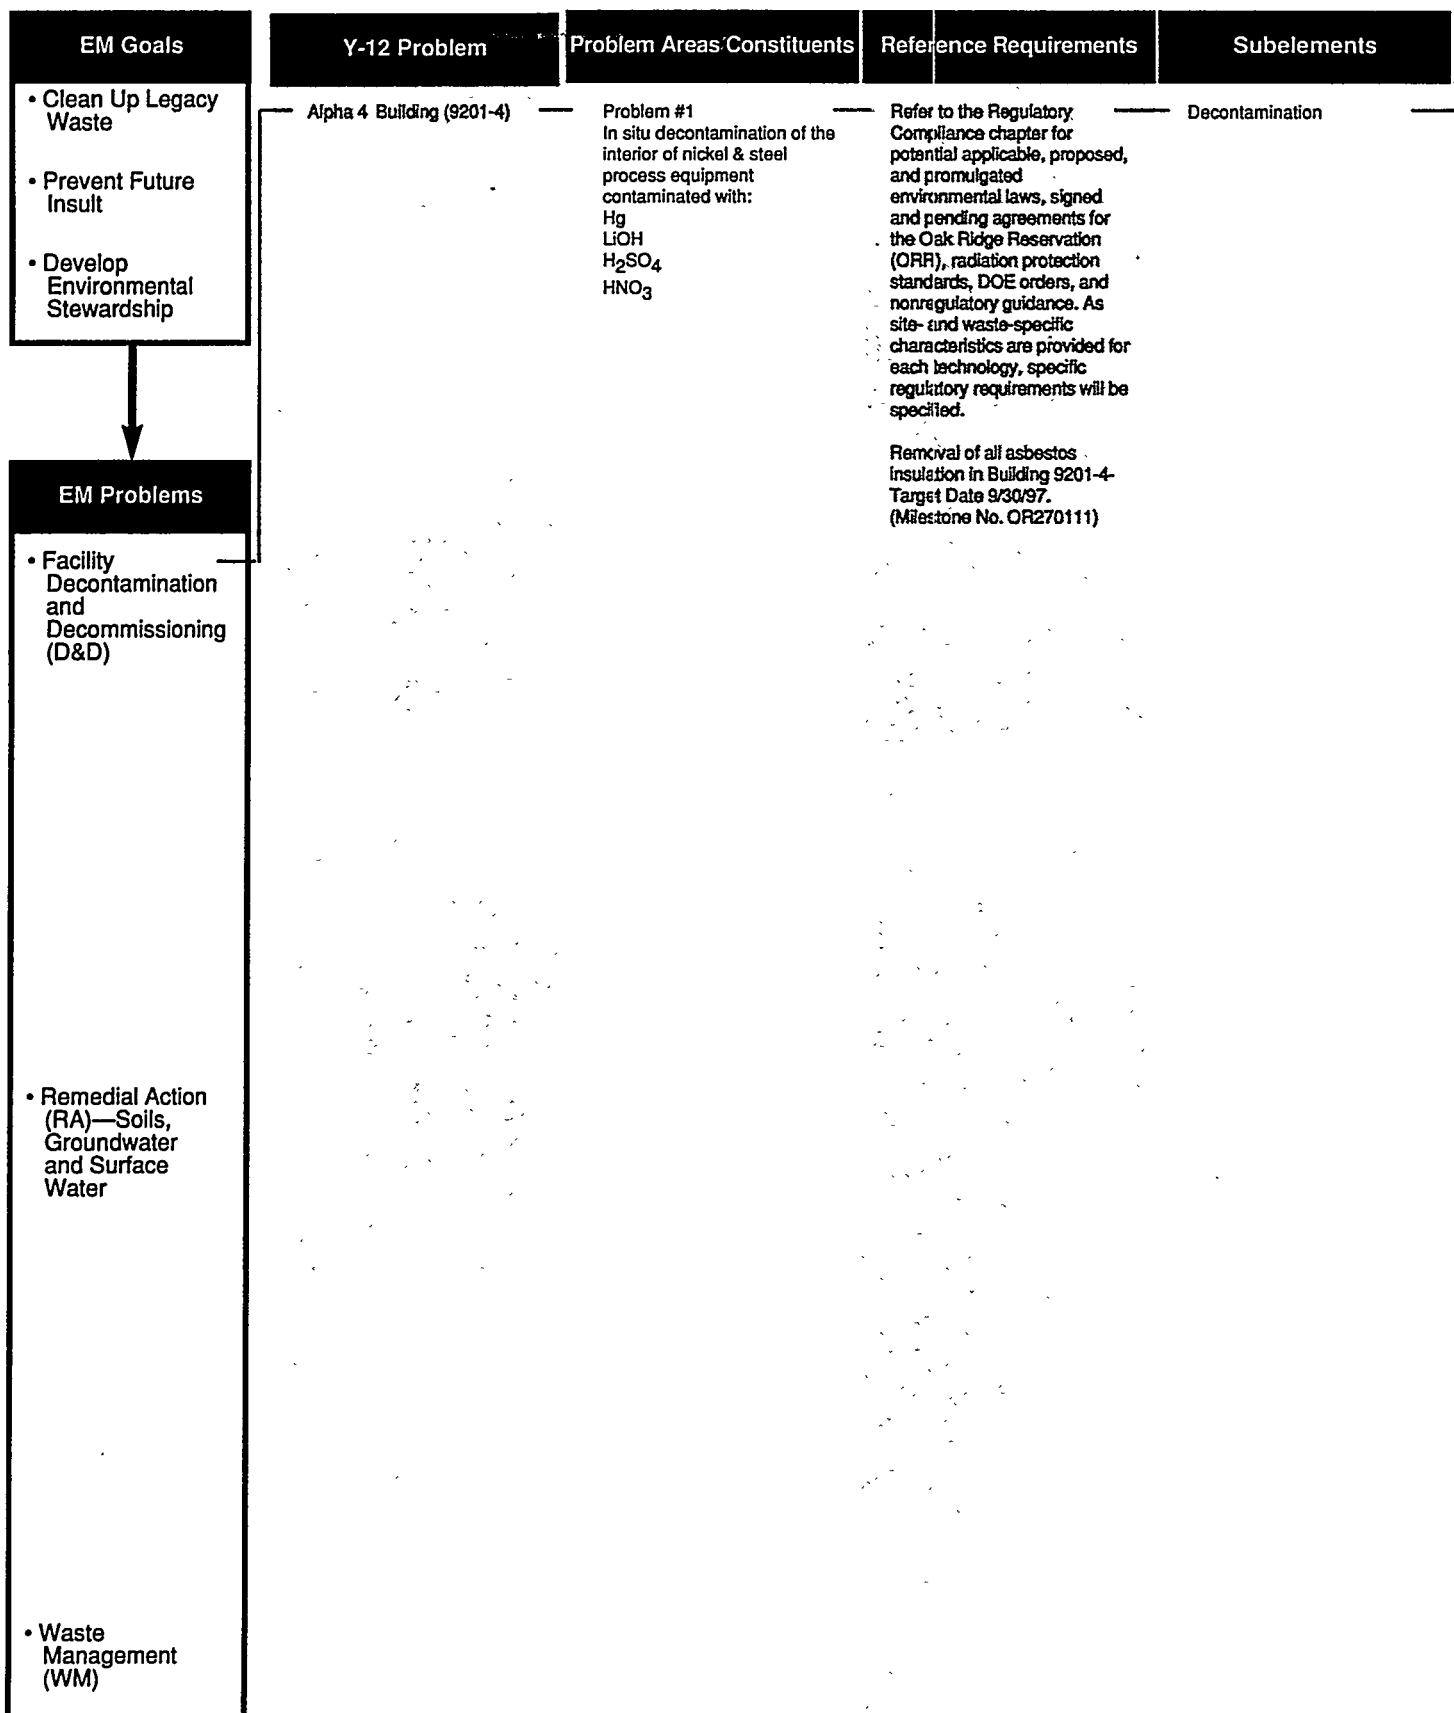 EM Goals
• Clean Up Legacy
Waste
• Prevent Future
Insult
• Develop
Environmental
Stewardship
EM Problems
• Facility
Decontamination
and
Decommissioning
(D&D)
• Remedial Action
(RA)—Soils,
Groundwater
and Surface
Water
• Waste
Management
(WM)
Y-12 Problem
Alpha 4 Building (9201-4)
Problem Areas/Constituents
Problem #1
In situ decontamination of the
interior of nickel & steel
process equipment
contaminated with:
Hg
LiOH
H2SO4
HNO3
Reference Requirements
Refer to the Regulatory
Compliance chapter for
potential applicable, proposed,
and promulgated
environmental laws, signed
and pending agreements for
the Oak Ridge Reservation
(ORR), radiation protection
standards, DOE orders, and
nonregulatory guidance. As
site- and waste-specific
characteristics are provided for
each technology, specific
regulatory requirements will be
specified.
Removal of all asbestos
insulation in Building 9201-4-
Target Date 9/30/97.
(Milestone No. OR270111)
Subelements
Decontamination